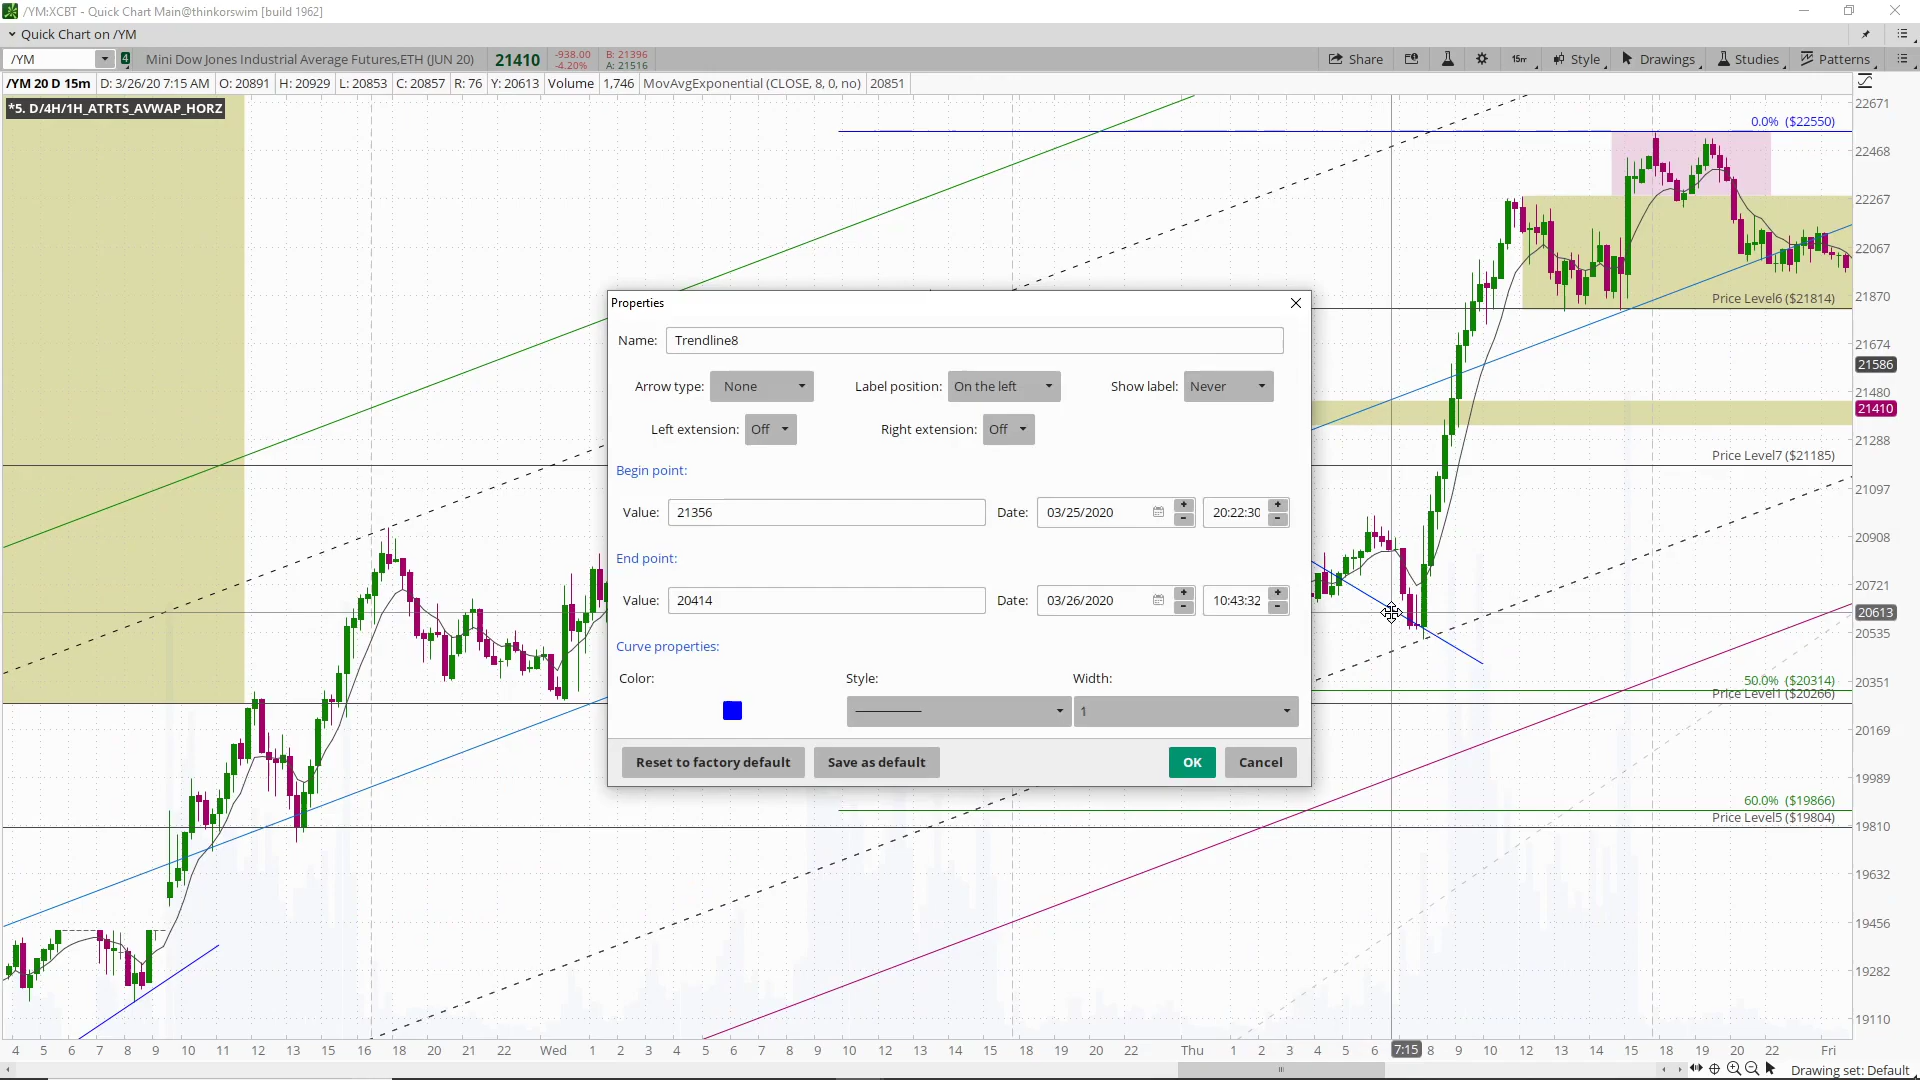 /YM:XCBT - Quick Chart Main@thinkorswim [build 1962]
Quick Chart on /YM
/YM 4 Mini Dow Jones Industrial Average Futures,ETH (JUN 20) 21410 -938.00 -4.20% B: 21396 A: 21516 Share 15m Style Drawings Studies Patterns
/YM 20 D 15m D: 3/26/20 7:15 AM O: 20891 H: 20929 L: 20853 C: 20857 R: 76 Y: 20613 Volume 1,746 MovAvgExponential (CLOSE, 8, 0, no) 20851
*5. D/4H/1H_ATRTS_AVWAP_HORZ
0.0% ($22550)
Price Level6 ($21814)
Price Level7 ($21185)
50.0% ($20314)
Price Level1 ($20266)
60.0% ($19866)
Price Level5 ($19804)
22671
22468
22267
22067
21870
21674
21586
21480
21410
21288
21097
20908
20721
20613
20535
20351
20169
19989
19810
19632
19456
19282
19110
Properties
Name: Trendline8
Arrow type: None Label position: On the left Show label: Never
Left extension: Off Right extension: Off
Begin point:
Value: 21356 Date: 03/25/2020 20:22:30
End point:
Value: 20414 Date: 03/26/2020 10:43:32
Curve properties:
Color: Style: Width:
1
Reset to factory default Save as default OK Cancel
4 5 6 7 8 9 10 11 12 13 14 15 16 18 20 21 22 Wed 1 2 3 4 5 6 7 8 9 10 11 12 13 14 15 18 19 20 22 Thu 1 2 3 4 5 6 7:15 8 9 10 12 13 14 15 18 19 20 22 Fri
Drawing set: Default